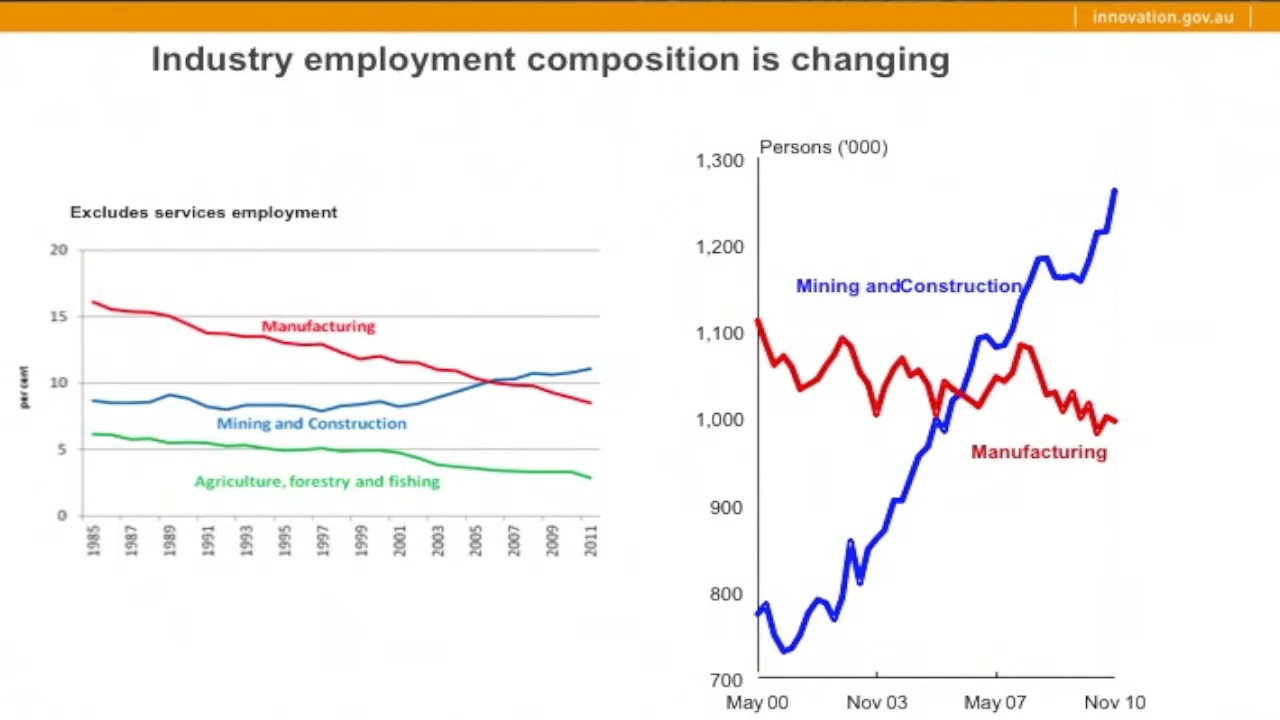 innovation.gov.au
Industry employment composition is changing
Excludes services employment
20
15
10
5
0
per cent
Manufacturing
Mining and Construction
Agriculture, forestry and fishing
1985 1987 1989 1991 1993 1995 1997 1999 2001 2003 2005 2007 2009 2011
Persons ('000)
1,300
1,200
1,100
1,000
900
800
700
Mining andConstruction
Manufacturing
May 00 Nov 03 May 07 Nov 10